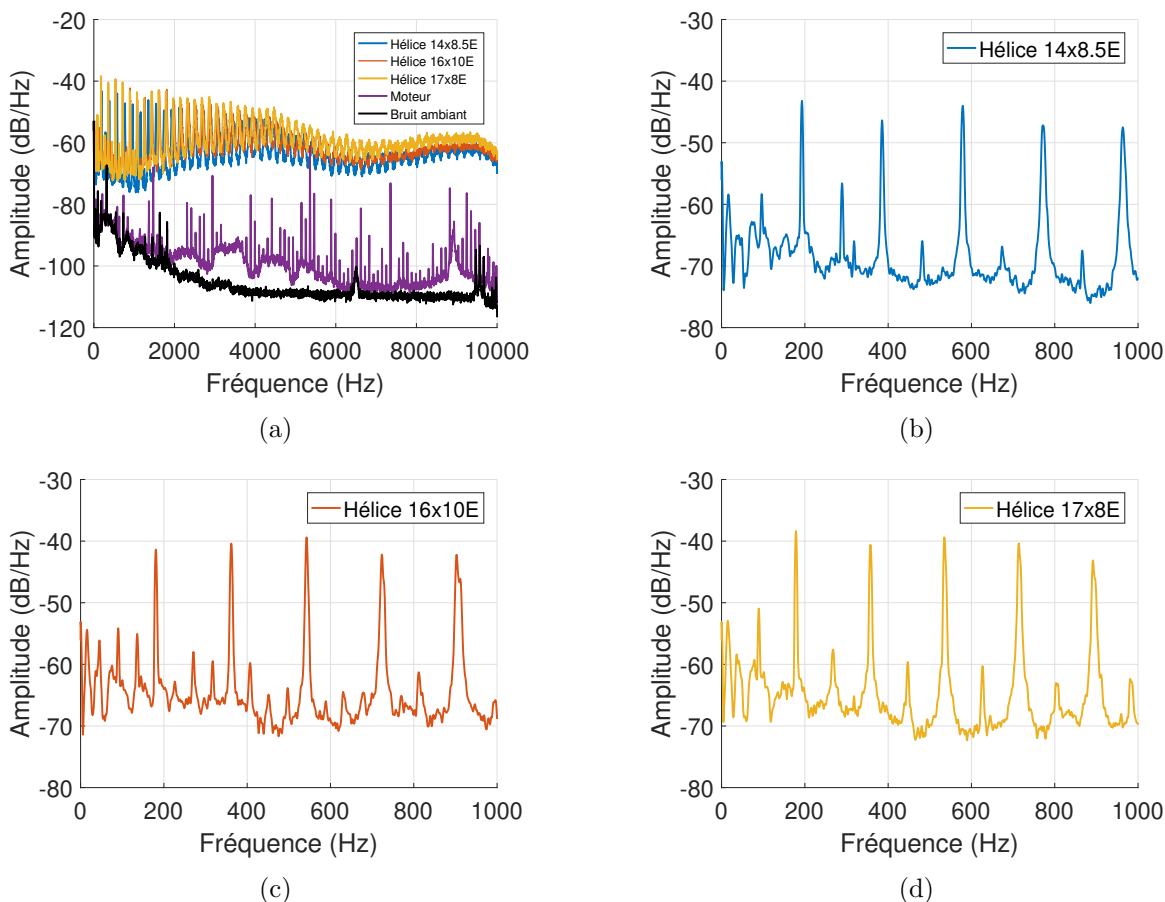 -20
-40
-60
-80
-100
-120
Amplitude (dB/Hz)
Hélice 14x8.5E
Hélice 16x10E
Hélice 17x8E
Moteur
Bruit ambiant
0 2000 4000 6000 8000 10000
Fréquence (Hz)
(a)
-30
-40
-50
-60
-70
-80
Amplitude (dB/Hz)
Hélice 14x8.5E
0 200 400 600 800 1000
Fréquence (Hz)
(b)
-30
-40
-50
-60
-70
-80
Amplitude (dB/Hz)
Hélice 16x10E
0 200 400 600 800 1000
Fréquence (Hz)
(c)
-30
-40
-50
-60
-70
-80
Amplitude (dB/Hz)
Hélice 17x8E
0 200 400 600 800 1000
Fréquence (Hz)
(d)